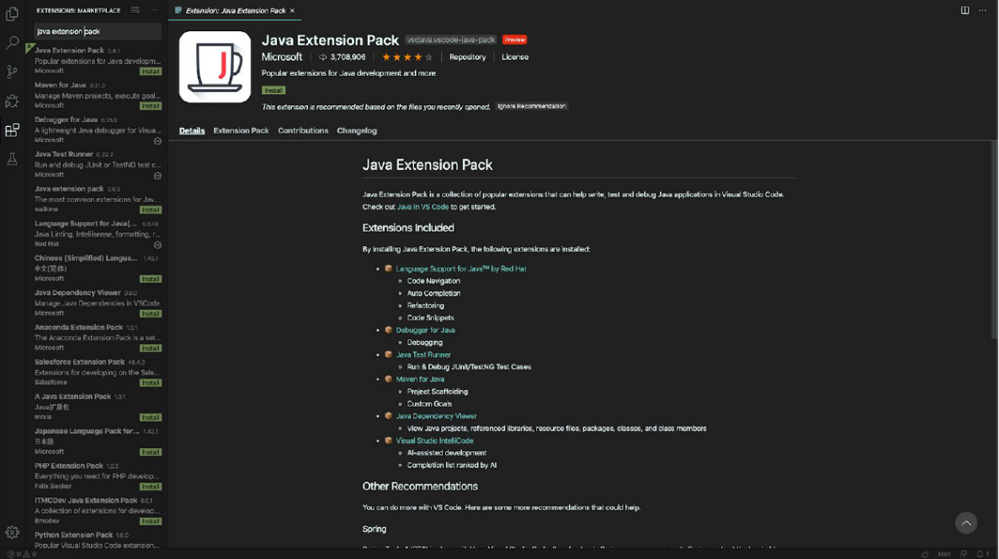 EXTENSIONS: MARKETPLACE
java extension pack
Java Extension Pack 0.8.1
Popular extensions for Java developm...
Microsoft Install
Maven for Java 0.21.0
Manage Maven projects, execute goal...
Microsoft Install
Debugger for Java 0.25.0
A lightweight Java debugger for Visua...
Microsoft
Java Test Runner 0.22.2
Run and debug JUnit or TestNG test c...
Microsoft
Java extension pack 0.0.3
The most common extensions for Jav...
walkme Install
Language Support for Java(...
Java Linting, Intellisense, formatting, r...
Red Hat
Chinese (Simplified) Langua... 1.43.1
中文(简体)
Microsoft Install
Java Dependency Viewer 0.9.0
Manage Java Dependencies in VSCode
Microsoft Install
Anaconda Extension Pack 1.0.1
The Anaconda Extension Pack is a set...
Microsoft Install
Salesforce Extension Pack 48.4.0
Extensions for developing on the Sale...
Salesforce Install
A Java Extension Pack 1.0.1
Java扩展包
mrxia Install
Japanese Language Pack for... 1.43.1
日本語
Microsoft Install
PHP Extension Pack 1.0.2
Everything you need for PHP develop...
Felix Becker Install
ITMCDev Java Extension Pack 0.0.1
A collection of extensions for develop...
itmcdev Install
Python Extension Pack 1.6.0
Popular Visual Studio Code extension...
0 0
Extension: Java Extension Pack
Java Extension Pack vscjava.vscode-java-pack Preview
Microsoft 3,708,906 Repository License
Popular extensions for Java development and more.
Install
This extension is recommended based on the files you recently opened. Ignore Recommendation
Details Extension Pack Contributions Changelog
Java Extension Pack
Java Extension Pack is a collection of popular extensions that can help write, test and debug Java applications in Visual Studio Code.
Check out Java in VS Code to get started.
Extensions Included
By installing Java Extension Pack, the following extensions are installed:
Language Support for Java™ by Red Hat
Code Navigation
Auto Completion
Refactoring
Code Snippets
Debugger for Java
Debugging
Java Test Runner
Run & Debug JUnit/TestNG Test Cases
Maven for Java
Project Scaffolding
Custom Goals
Java Dependency Viewer
View Java projects, referenced libraries, resource files, packages, classes, and class members
Visual Studio IntelliCode
AI-assisted development
Completion list ranked by AI
Other Recommendations
You can do more with VS Code. Here are some more recommendations that could help.
Spring
Mac 1